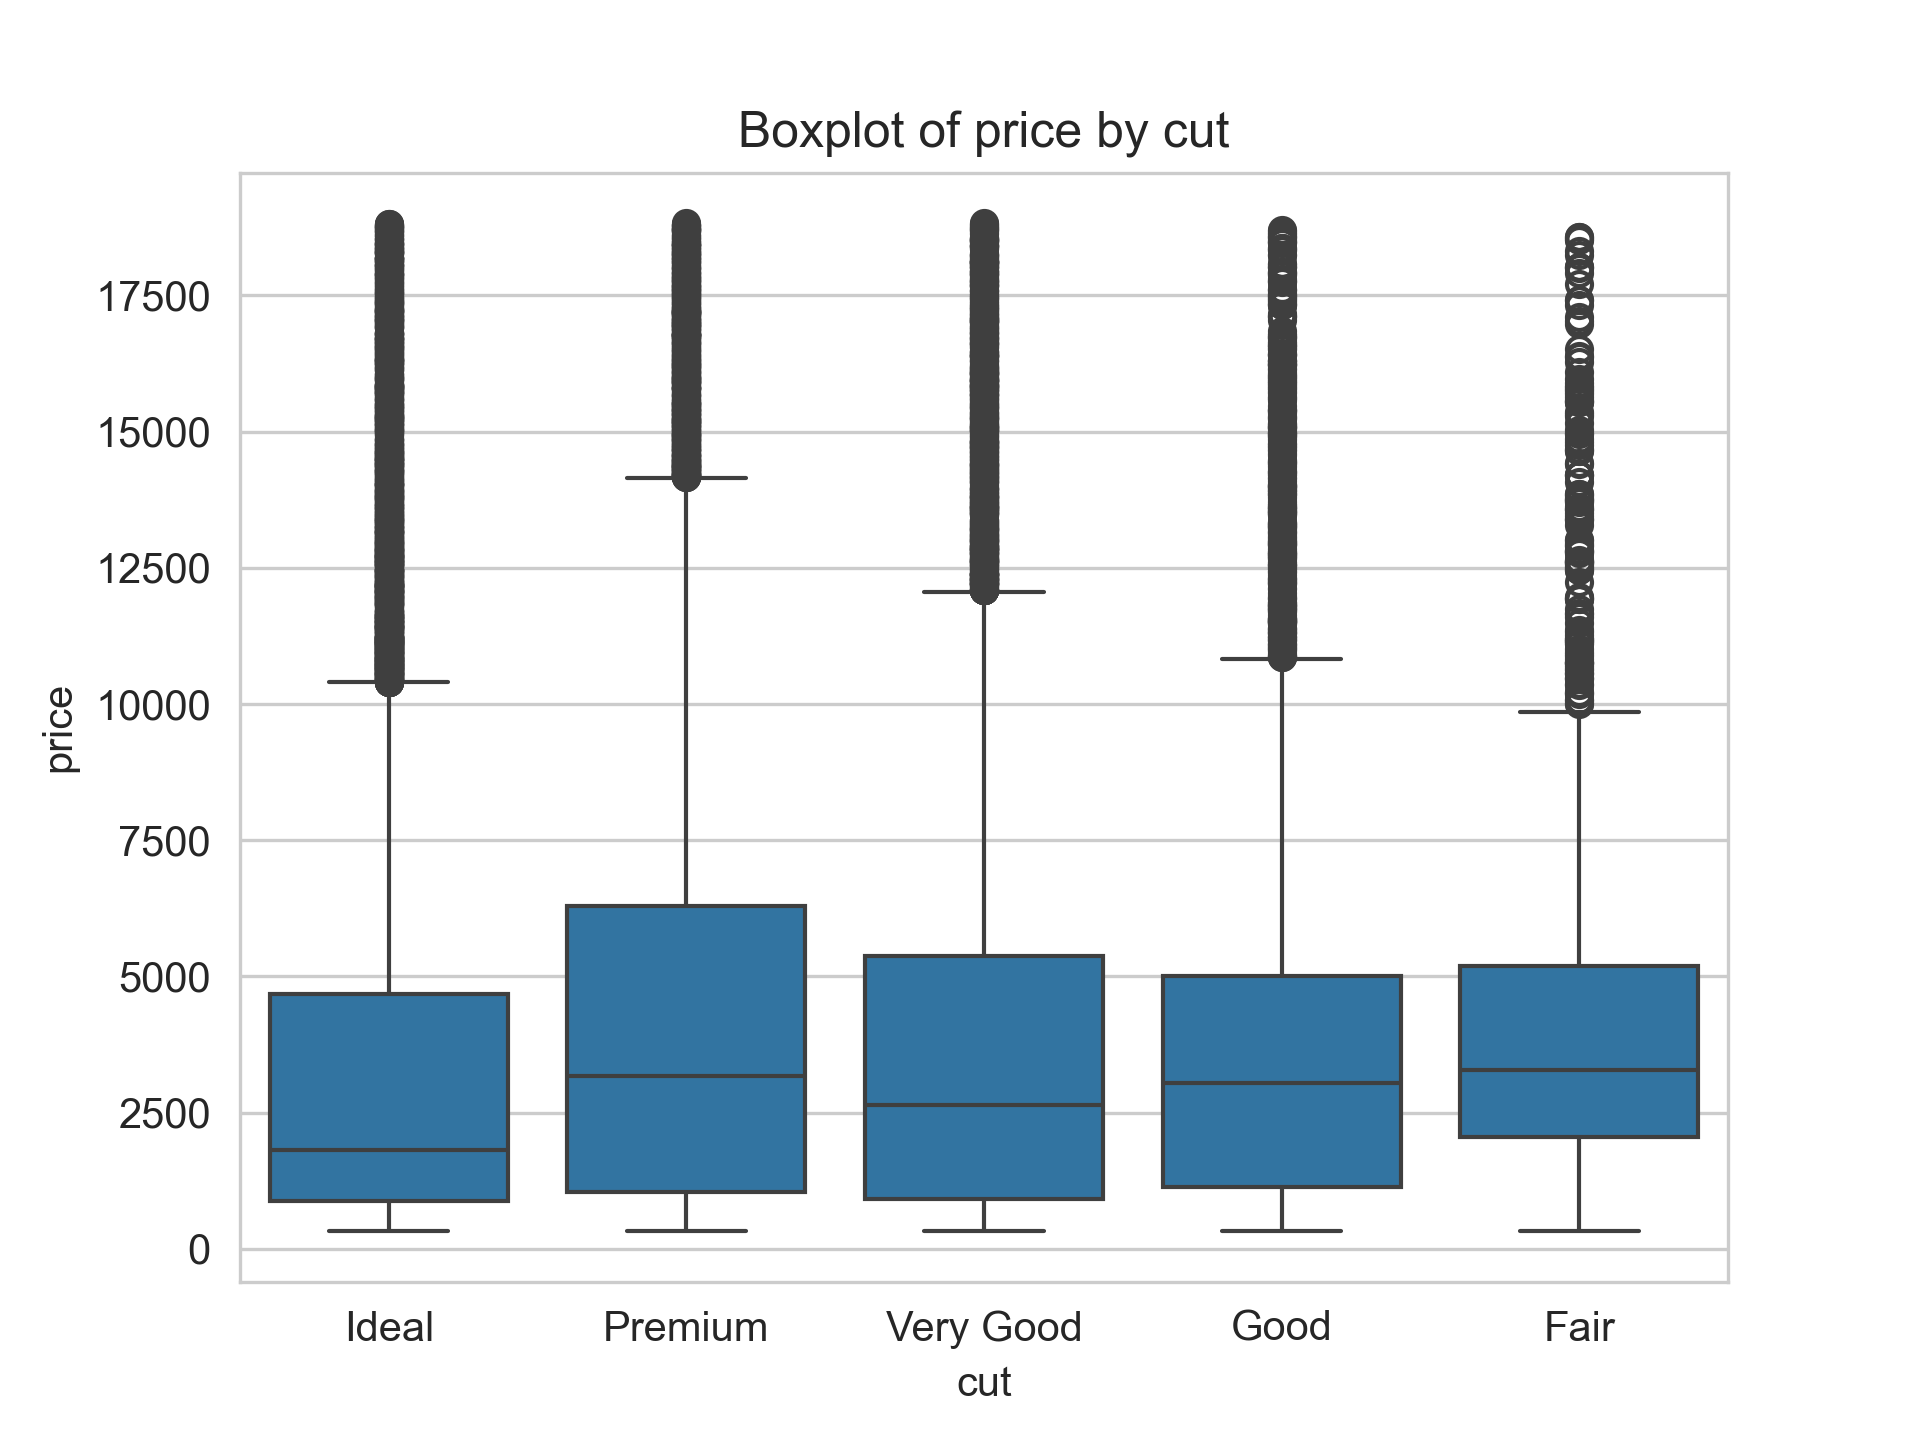 Boxplot of price by cut
price
17500
15000
12500
10000
7500
5000
2500
0
Ideal Premium Very Good Good Fair
cut